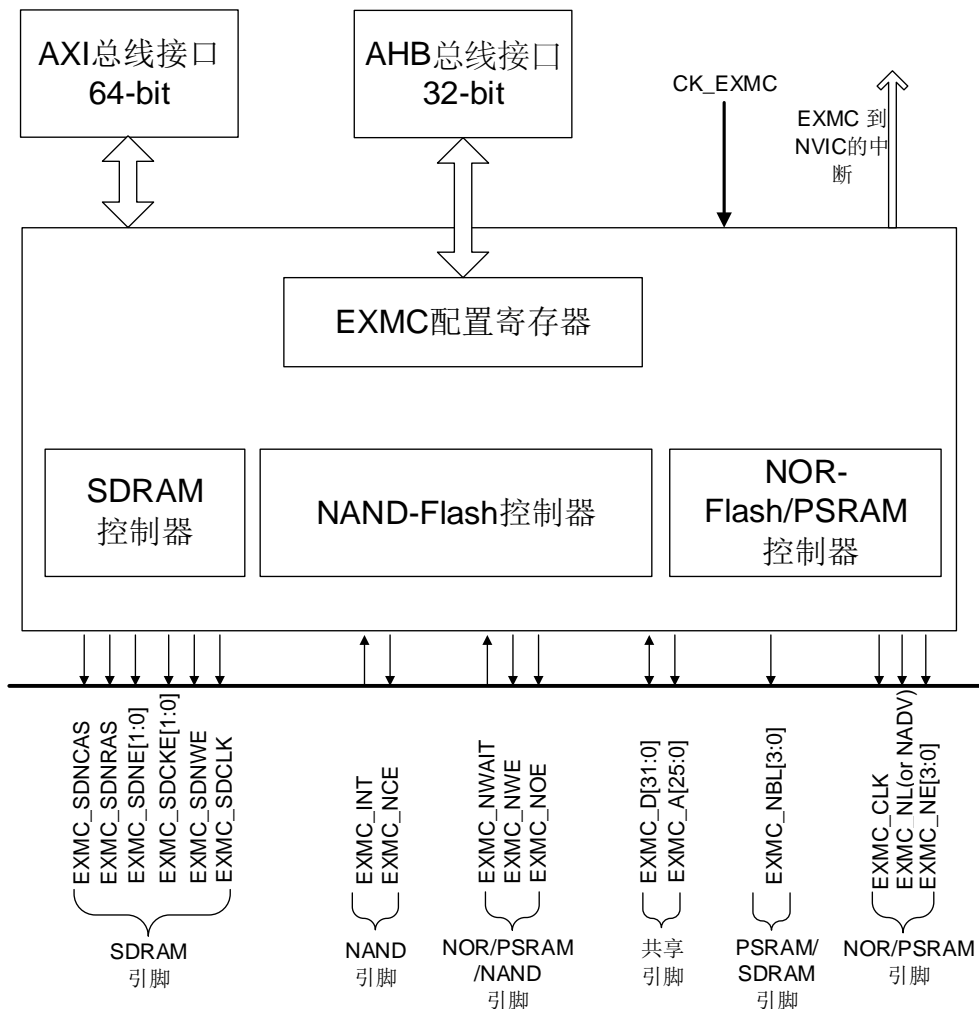 AXI总线接口
64-bit
AHB总线接口
32-bit
CK_EXMC
EXMC 到
NVIC的中
断
EXMC配置寄存器
SDRAM
控制器
NAND-Flash控制器
NOR-
Flash/PSRAM
控制器
EXMC_SDNCAS
EXMC_SDNRAS
EXMC_SDNE[1:0]
EXMC_SDCKE[1:0]
EXMC_SDNWE
EXMC_SDCLK
EXMC_INT
EXMC_NCE
EXMC_NWAIT
EXMC_NWE
EXMC_NOE
EXMC_D[31:0]
EXMC_A[25:0]
EXMC_NBL[3:0]
EXMC_CLK
EXMC_NL(or NADV)
EXMC_NE[3:0]
SDRAM
引脚
NAND
引脚
NOR/PSRAM
/NAND
引脚
共享
引脚
PSRAM/
SDRAM
引脚
NOR/PSRAM
引脚